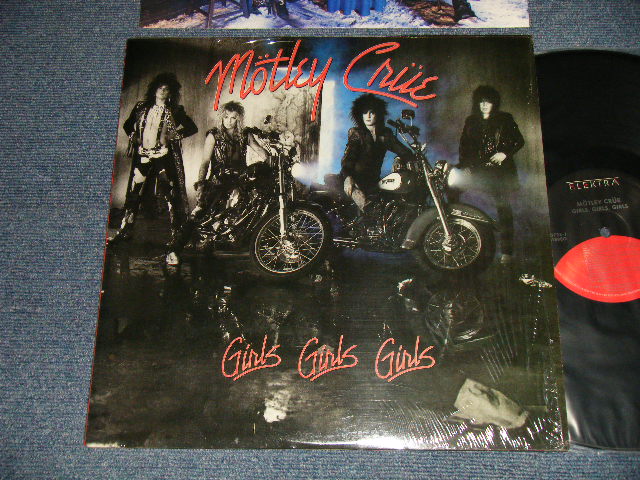 Mötley Crüe
Girls Girls Girls
ELEKTRA
MÖTLEY CRÜE
GIRLS, GIRLS, GIRLS